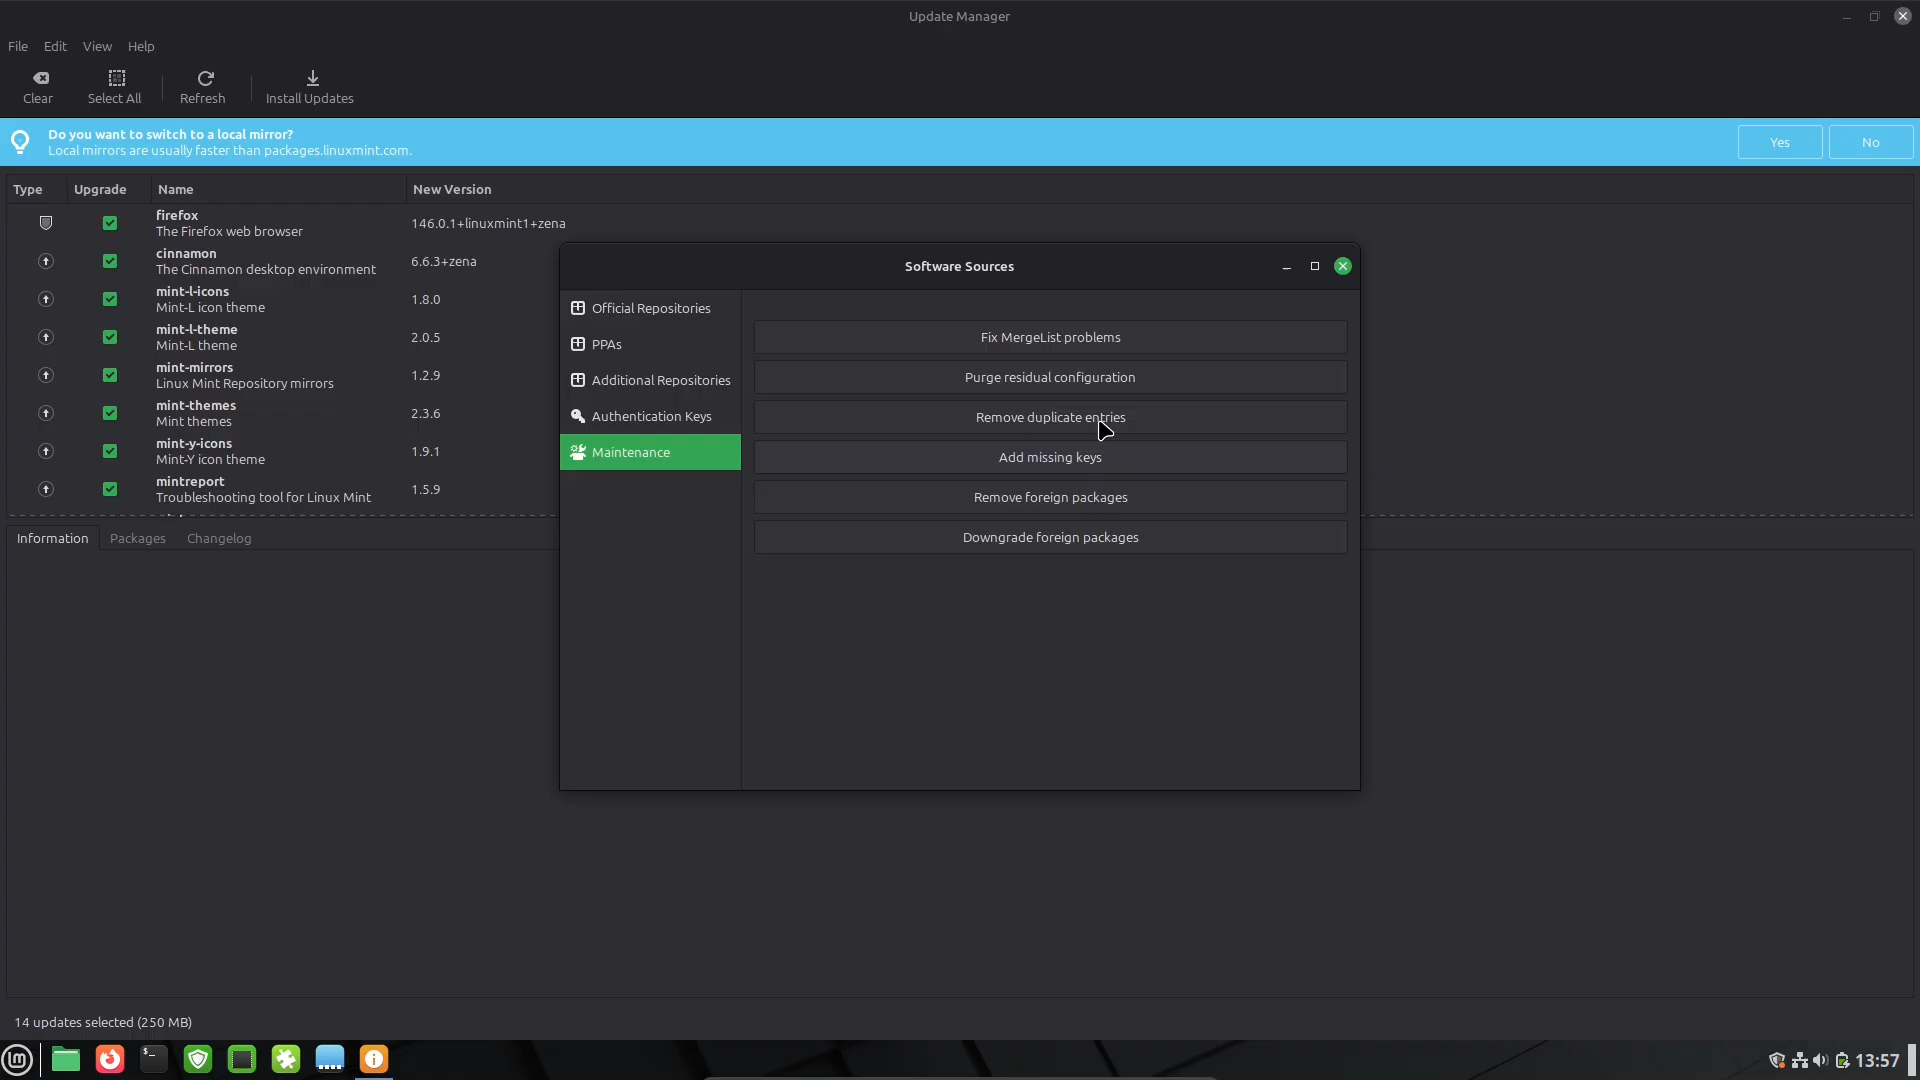 Update Manager
File Edit View Help
Clear Select All Refresh Install Updates
Do you want to switch to a local mirror?
Local mirrors are usually faster than packages.linuxmint.com.
Yes No
Type Upgrade Name New Version
firefox
The Firefox web browser
146.0.1+linuxmint1+zena
cinnamon
The Cinnamon desktop environment
6.6.3+zena
mint-l-icons
Mint-L icon theme
1.8.0
mint-l-theme
Mint-L theme
2.0.5
mint-mirrors
Linux Mint Repository mirrors
1.2.9
mint-themes
Mint themes
2.3.6
mint-y-icons
Mint-Y icon theme
1.9.1
mintreport
Troubleshooting tool for Linux Mint
1.5.9
Software Sources
Official Repositories
PPAs
Additional Repositories
Authentication Keys
Maintenance
Fix MergeList problems
Purge residual configuration
Remove duplicate entries
Add missing keys
Remove foreign packages
Downgrade foreign packages
Information Packages Changelog
14 updates selected (250 MB)
13:57